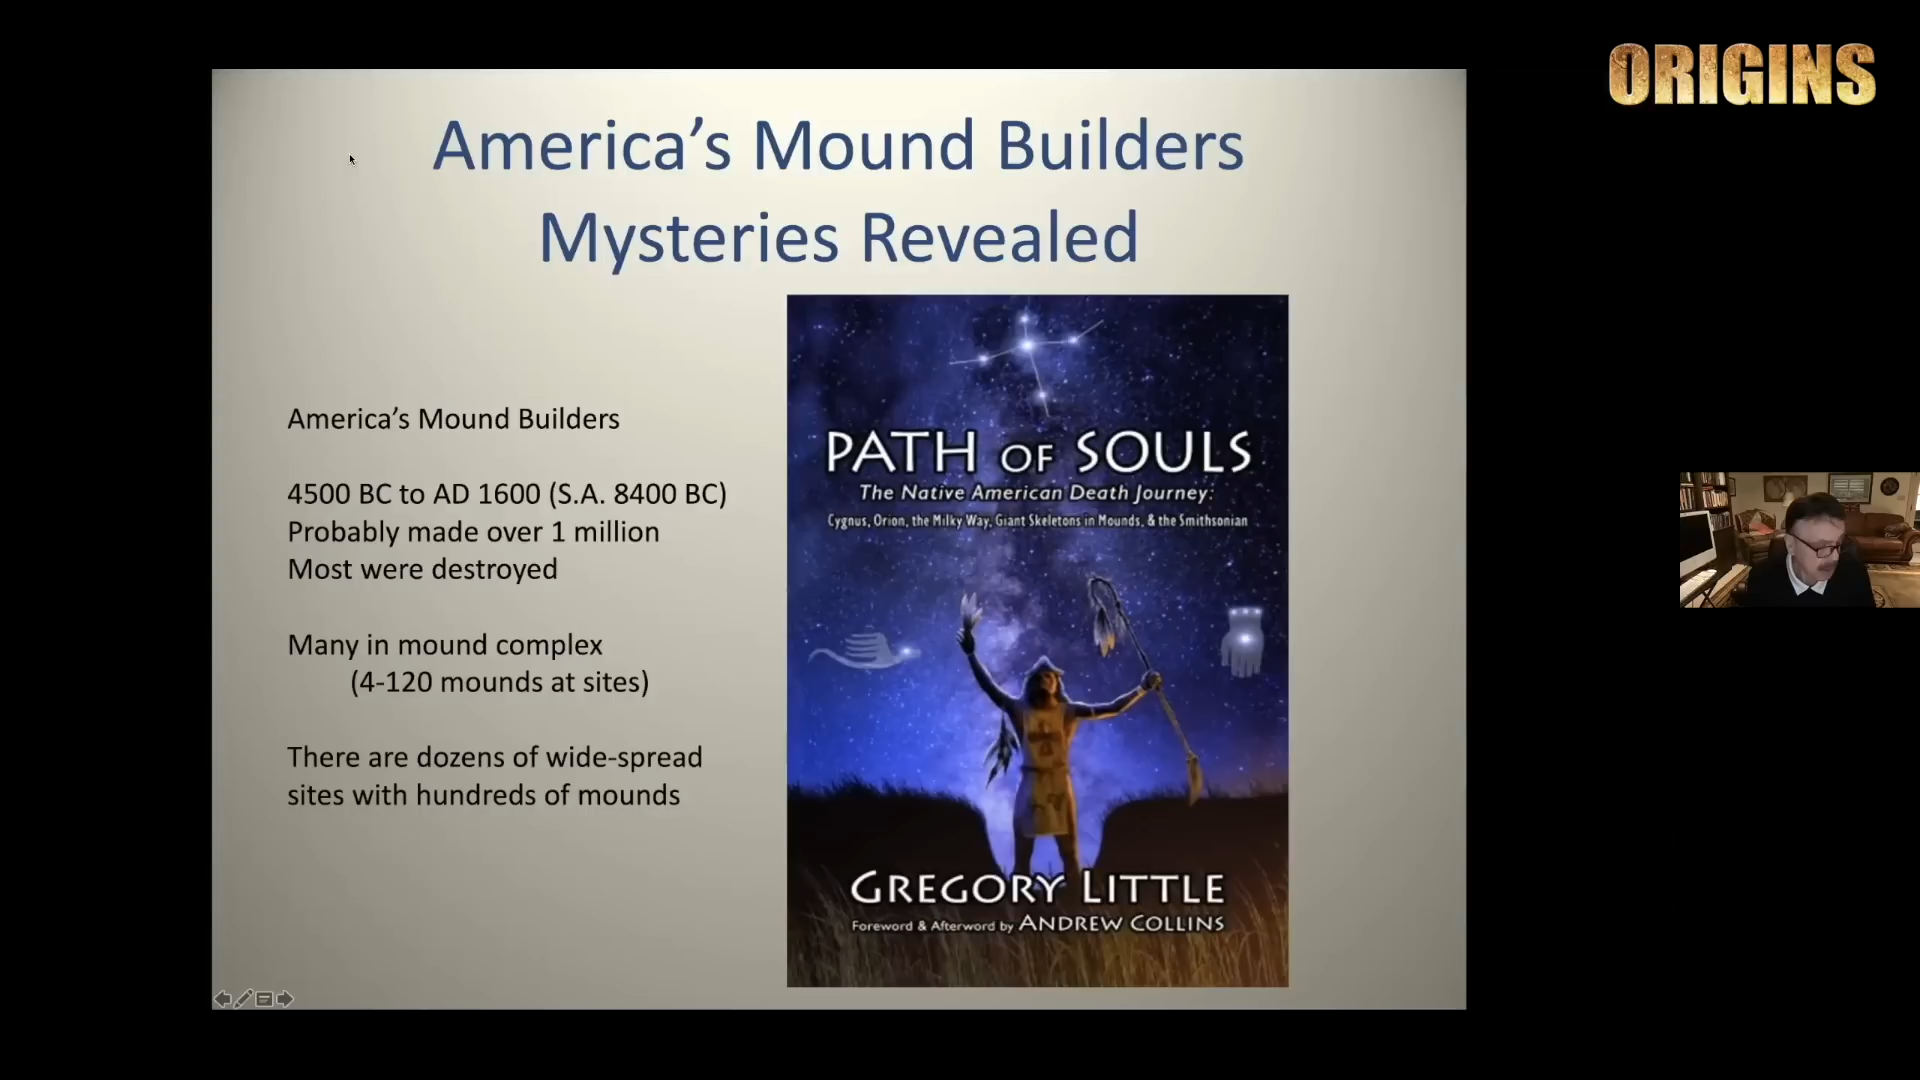 ORIGINS
America’s Mound Builders
Mysteries Revealed
America’s Mound Builders
4500 BC to AD 1600 (S.A. 8400 BC)
Probably made over 1 million
Most were destroyed
Many in mound complex
(4-120 mounds at sites)
There are dozens of wide-spread
sites with hundreds of mounds
PATH OF SOULS
The Native American Death Journey:
Cygnus, Orion, the Milky Way, Giant Skeletons in Mounds, & the Smithsonian
GREGORY LITTLE
Foreword & Afterword by ANDREW COLLINS